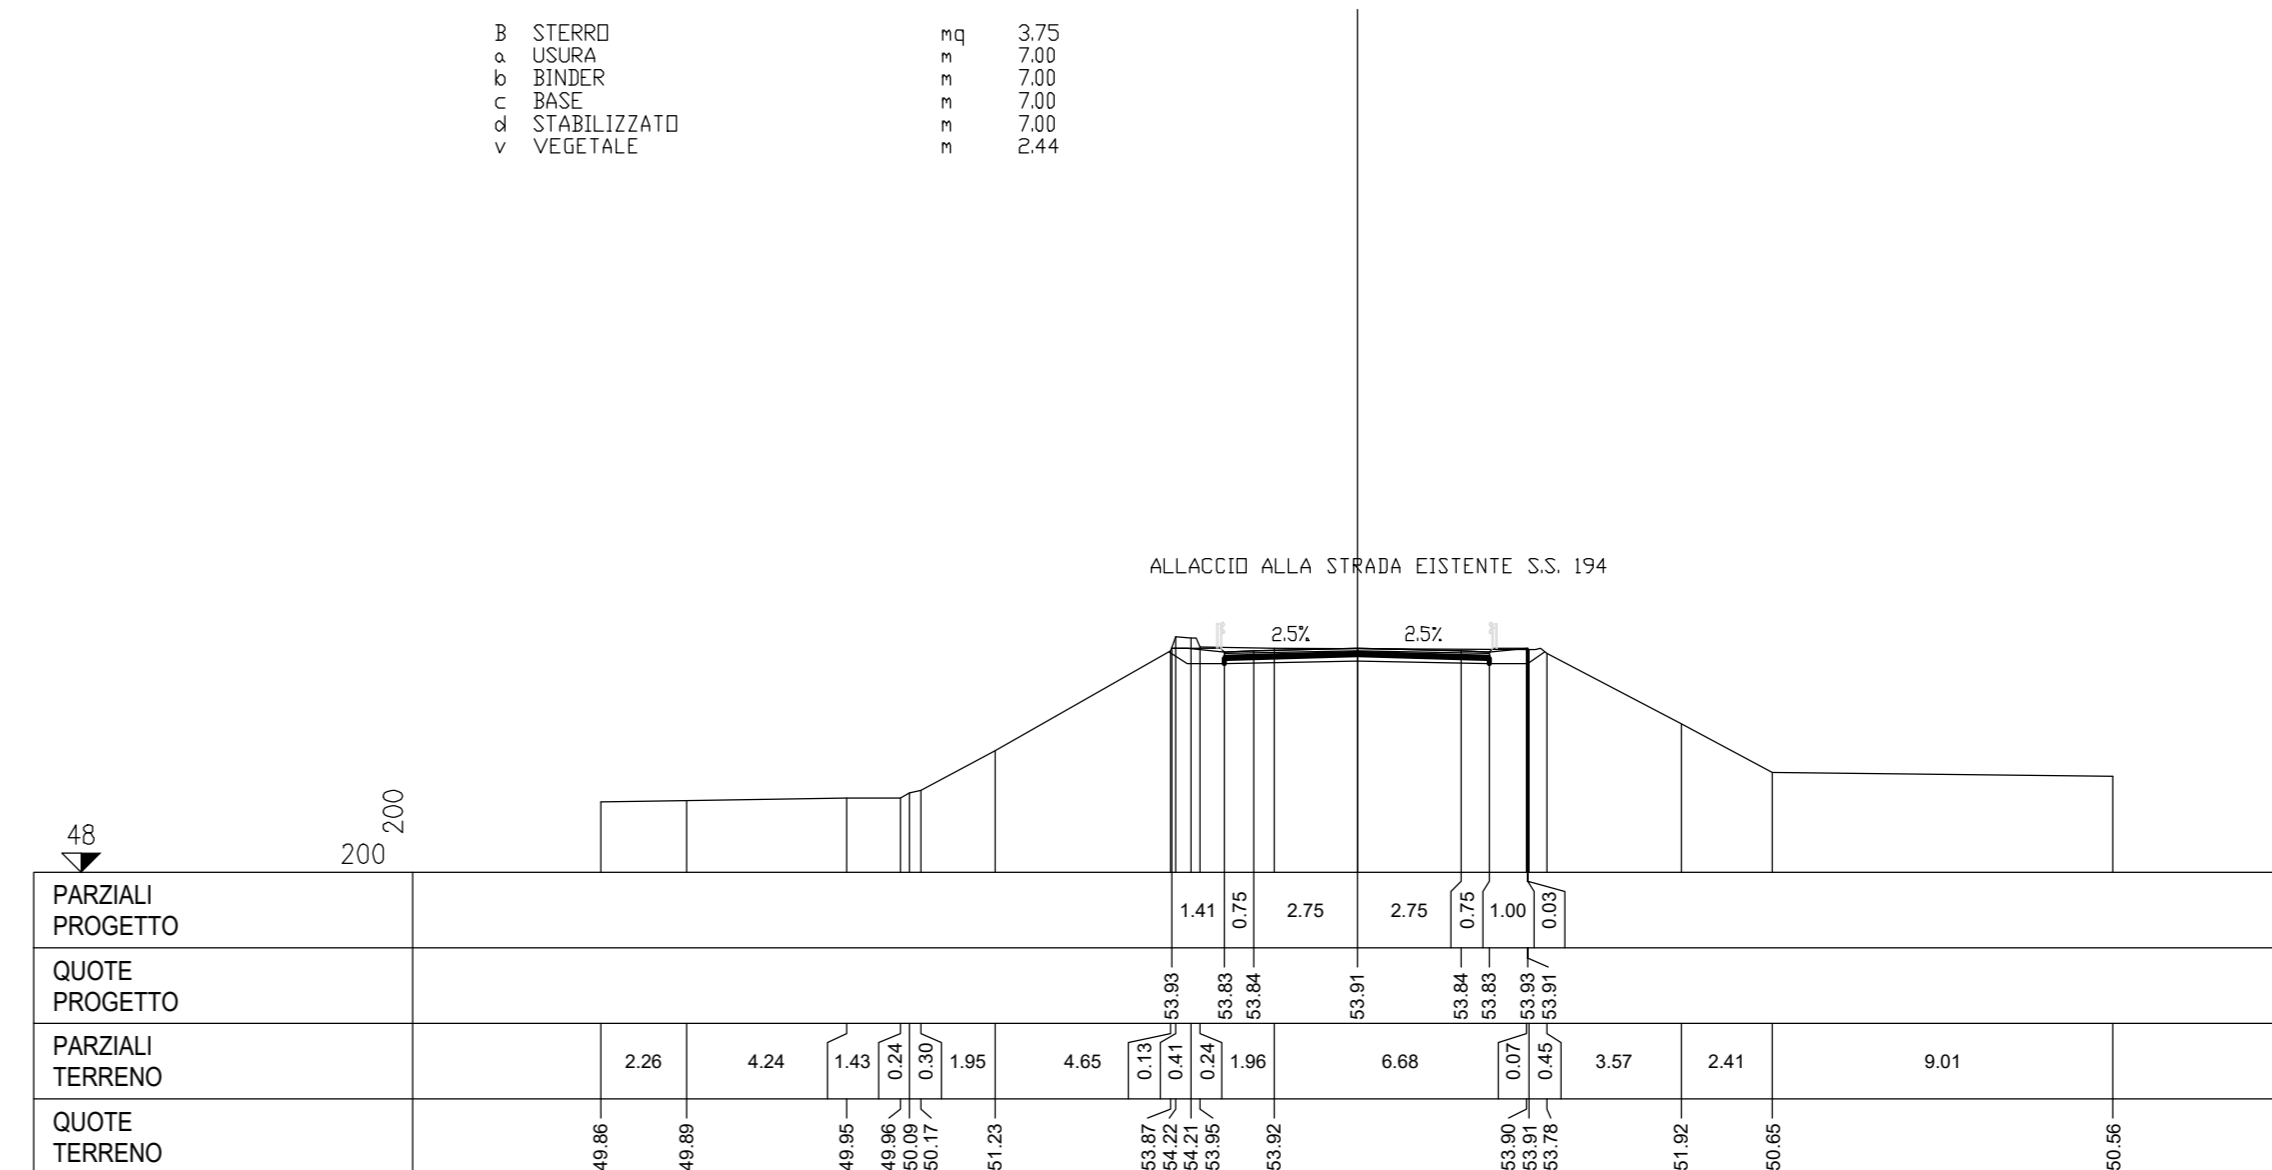 B STERRO mq 3.75
a USURA m 7.00
b BINDER m 7.00
c BASE m 7.00
d STABILIZZATO m 7.00
v VEGETALE m 2.44
ALLACCIO ALLA STRADA EISTENTE S.S. 194
2.5% 2.5%
48
200
200
PARZIALI
PROGETTO
1.41 0.75 2.75 2.75 0.75 1.00 0.03
QUOTE
PROGETTO
53.93 53.83 53.84 53.91 53.84 53.83 53.93 53.91
PARZIALI
TERRENO
2.26 4.24 1.43 0.24 0.30 1.95 4.65 0.13 0.41 0.24 1.96 6.68 0.07 0.45 3.57 2.41 9.01
QUOTE
TERRENO
49.86 49.89 49.95 49.96 50.09 50.17 51.23 53.87 54.22 54.21 53.95 53.92 53.90 53.91 53.78 51.92 50.65 50.56